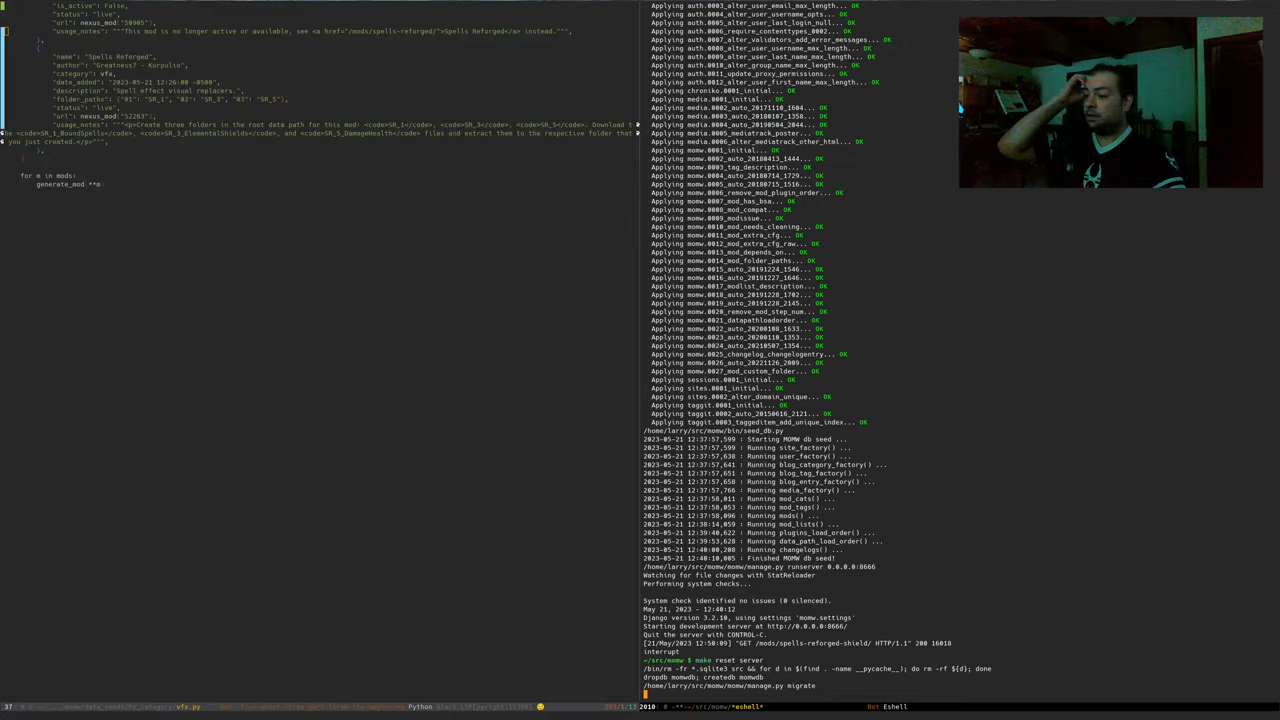 "is_active": False,
"status": "live",
"url": nexus_mod("50905"),
"usage_notes": """This mod is no longer active or available, see <a href="/mods/spells-reforged/">Spells Reforged</a> instead.""",
},
{
"name": "Spells Reforged",
"author": "Greatness7 - Kurpulio",
"category": vfx,
"date_added": "2023-05-21 12:26:00 -0500",
"description": "Spell effect visual replacers.",
"folder_paths": {"01": "SR_1", "02": "SR_3", "03": "SR_5"},
"status": "live",
"url": nexus_mod("52263"),
"usage_notes": """<p>Create three folders in the root data path for this mod: <code>SR_1</code>, <code>SR_3</code>, <code>SR_5</code>. Download t
he <code>SR_1_BoundSpells</code>, <code>SR_3_ElementalShields</code>, and <code>SR_5_DamageHealth</code> files and extract them to the respective folder that
you just created.</p>""",
},
]
for m in mods:
generate_mod(**m)
37
vfx.py
Python
Applying auth.0003_alter_user_email_max_length... OK
Applying auth.0004_alter_user_username_opts... OK
Applying auth.0005_alter_user_last_login_null... OK
Applying auth.0006_require_contenttypes_0002... OK
Applying auth.0007_alter_validators_add_error_messages... OK
Applying auth.0008_alter_user_username_max_length... OK
Applying auth.0009_alter_user_last_name_max_length... OK
Applying auth.0010_alter_group_name_max_length... OK
Applying auth.0011_update_proxy_permissions... OK
Applying auth.0012_alter_user_first_name_max_length... OK
Applying chroniko.0001_initial... OK
Applying media.0001_initial... OK
Applying media.0002_auto_20171110_1604... OK
Applying media.0003_auto_20180107_1358... OK
Applying media.0004_auto_20190504_2044... OK
Applying media.0005_mediatrack_poster... OK
Applying media.0006_alter_mediatrack_other_html... OK
Applying momw.0001_initial... OK
Applying momw.0002_auto_20180413_1444... OK
Applying momw.0003_tag_description... OK
Applying momw.0004_auto_20180714_1729... OK
Applying momw.0005_auto_20180715_1516... OK
Applying momw.0006_remove_mod_plugin_order... OK
Applying momw.0007_mod_has_bsa... OK
Applying momw.0008_mod_compat... OK
Applying momw.0009_modissue... OK
Applying momw.0010_mod_needs_cleaning... OK
Applying momw.0011_mod_extra_cfg... OK
Applying momw.0012_mod_extra_cfg_raw... OK
Applying momw.0013_mod_depends_on... OK
Applying momw.0014_mod_folder_paths... OK
Applying momw.0015_auto_20191224_1546... OK
Applying momw.0016_auto_20191227_1646... OK
Applying momw.0017_modlist_description... OK
Applying momw.0018_auto_20191228_1702... OK
Applying momw.0019_auto_20191228_2145... OK
Applying momw.0020_remove_mod_step_num... OK
Applying momw.0021_datapathloadorder... OK
Applying momw.0022_auto_20200108_1633... OK
Applying momw.0023_auto_20200110_1353... OK
Applying momw.0024_auto_20210507_1354... OK
Applying momw.0025_changelog_changelogentry... OK
Applying momw.0026_auto_20221126_2009... OK
Applying momw.0027_mod_custom_folder... OK
Applying sessions.0001_initial... OK
Applying sites.0001_initial... OK
Applying sites.0002_alter_domain_unique... OK
Applying taggit.0001_initial... OK
Applying taggit.0002_auto_20150616_2121... OK
Applying taggit.0003_taggeditem_add_unique_index... OK
/home/larry/src/momw/bin/seed_db.py
2023-05-21 12:37:57,599 : Starting MOMW db seed ...
2023-05-21 12:37:57,599 : Running site_factory() ...
2023-05-21 12:37:57,638 : Running user_factory() ...
2023-05-21 12:37:57,641 : Running blog_category_factory() ...
2023-05-21 12:37:57,651 : Running blog_tag_factory() ...
2023-05-21 12:37:57,658 : Running blog_entry_factory() ...
2023-05-21 12:37:57,766 : Running media_factory() ...
2023-05-21 12:37:58,011 : Running mod_cats() ...
2023-05-21 12:37:58,053 : Running mod_tags() ...
2023-05-21 12:37:58,096 : Running mods() ...
2023-05-21 12:38:14,059 : Running mod_lists() ...
2023-05-21 12:39:40,622 : Running plugins_load_order() ...
2023-05-21 12:39:53,628 : Running data_path_load_order() ...
2023-05-21 12:40:00,208 : Running changelogs() ...
2023-05-21 12:40:10,005 : Finished MOMW db seed!
/home/larry/src/momw/momw/manage.py runserver 0.0.0.0:8666
Watching for file changes with StatReloader
Performing system checks...
System check identified no issues (0 silenced).
May 21, 2023 - 12:40:12
Django version 3.2.10, using settings 'momw.settings'
Starting development server at http://0.0.0.0:8666/
Quit the server with CONTROL-C.
[21/May/2023 12:50:09] "GET /mods/spells-reforged-shield/ HTTP/1.1" 200 16018
interrupt
~/src/momw $ make reset server
/bin/rm -fr *.sqlite3 src && for d in $(find . -name __pycache__); do rm -rf ${d}; done
dropdb momwdb; createdb momwdb
/home/larry/src/momw/momw/manage.py migrate
2010: 0 -**-~/src/momw/*eshell*
Bot Eshell